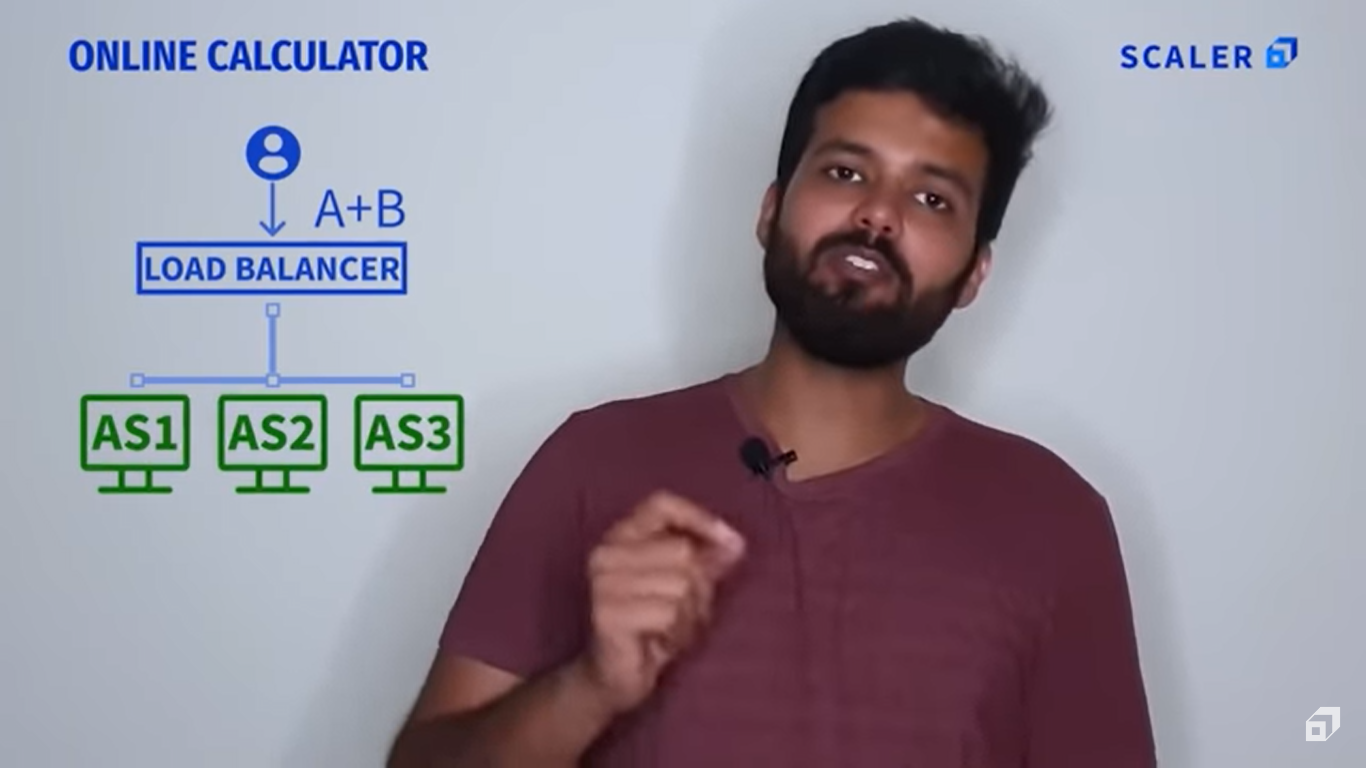 ONLINE CALCULATOR
SCALER
A+B
LOAD BALANCER
AS1 AS2 AS3